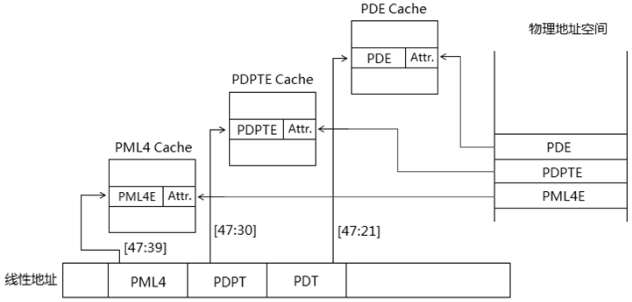 PDE Cache
物理地址空间
PDE Attr.
PDPTE Cache
PDPTE Attr.
PDE
PML4 Cache
PDPTE
PML4E Attr.
PML4E
[47:39]
[47:30]
[47:21]
线性地址 PML4 PDPT PDT